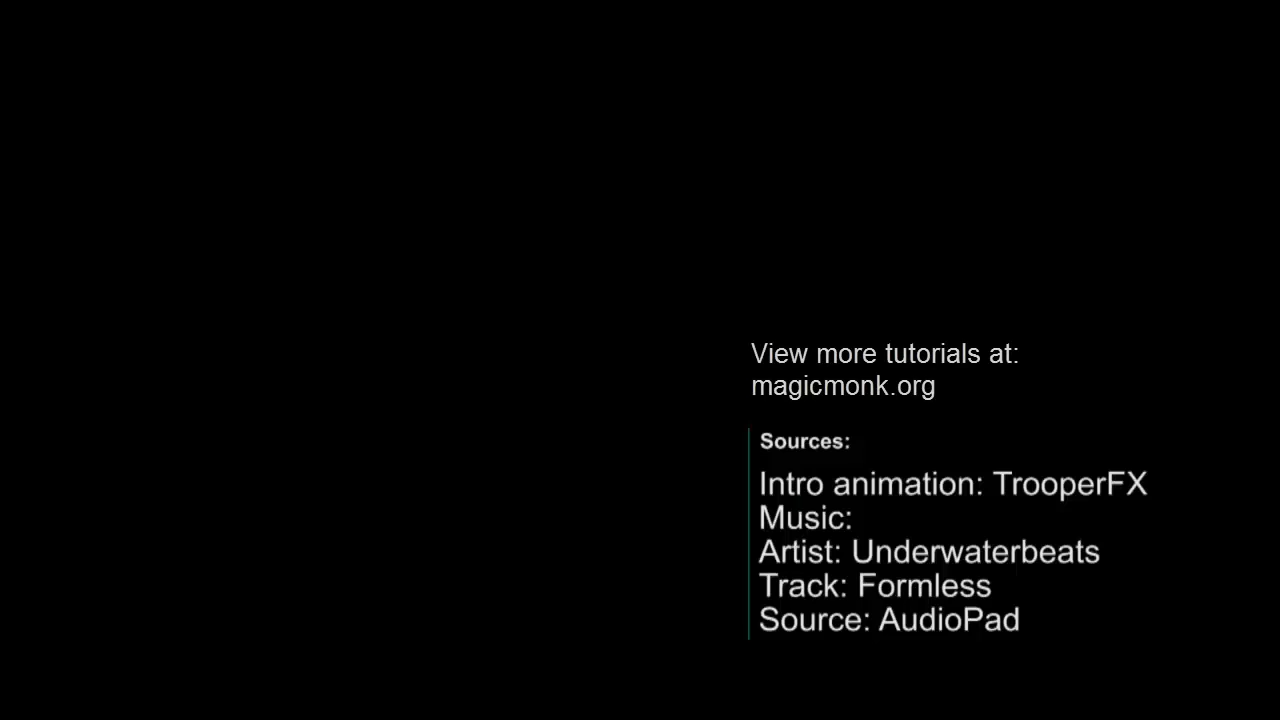 View more tutorials at:
magicmonk.org
Sources:
Intro animation: TrooperFX
Music:
Artist: Underwaterbeats
Track: Formless
Source: AudioPad